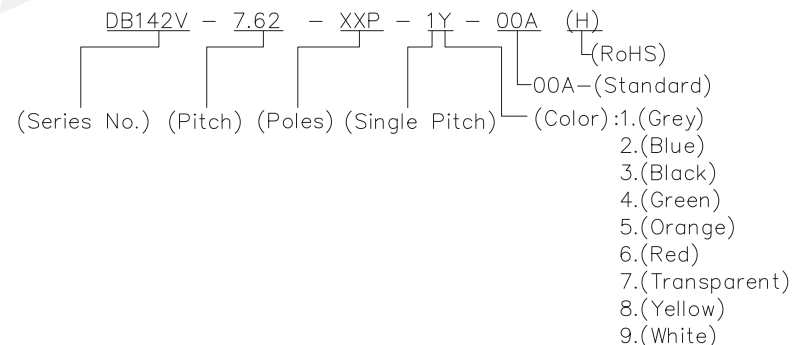 DB142V - 7.62 - XXP - 1Y - 00A (H)
(RoHS)
00A-(Standard)
(Series No.) (Pitch) (Poles) (Single Pitch) (Color) :1.(Grey)
2.(Blue)
3.(Black)
4.(Green)
5.(Orange)
6.(Red)
7.(Transparent)
8.(Yellow)
9.(White)